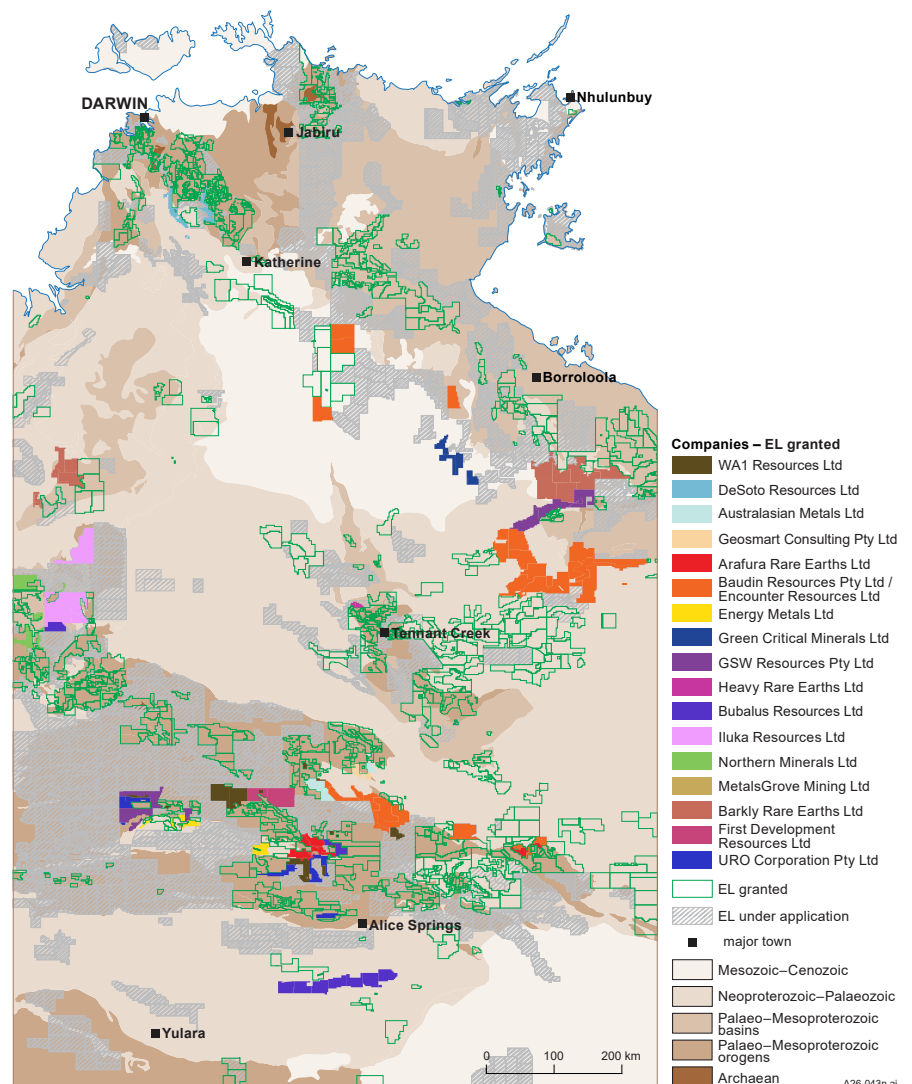 DARWIN
Nhulunbuy
Jabiru
Katherine
Borroloola
Tennant Creek
Alice Springs
Yulara
0 100 200 km
Companies – EL granted
WA1 Resources Ltd
DeSoto Resources Ltd
Australasian Metals Ltd
Geosmart Consulting Pty Ltd
Arafura Rare Earths Ltd
Baudin Resources Pty Ltd /
Encounter Resources Ltd
Energy Metals Ltd
Green Critical Minerals Ltd
GSW Resources Pty Ltd
Heavy Rare Earths Ltd
Bubalus Resources Ltd
Iluka Resources Ltd
Northern Minerals Ltd
MetalsGrove Mining Ltd
Barkly Rare Earths Ltd
First Development
Resources Ltd
URO Corporation Pty Ltd
EL granted
EL under application
major town
Mesozoic–Cenozoic
Neoproterozoic–Palaeozoic
Palaeo–Mesoproterozoic
basins
Palaeo–Mesoproterozoic
orogens
Archaean
A26-043n.ai